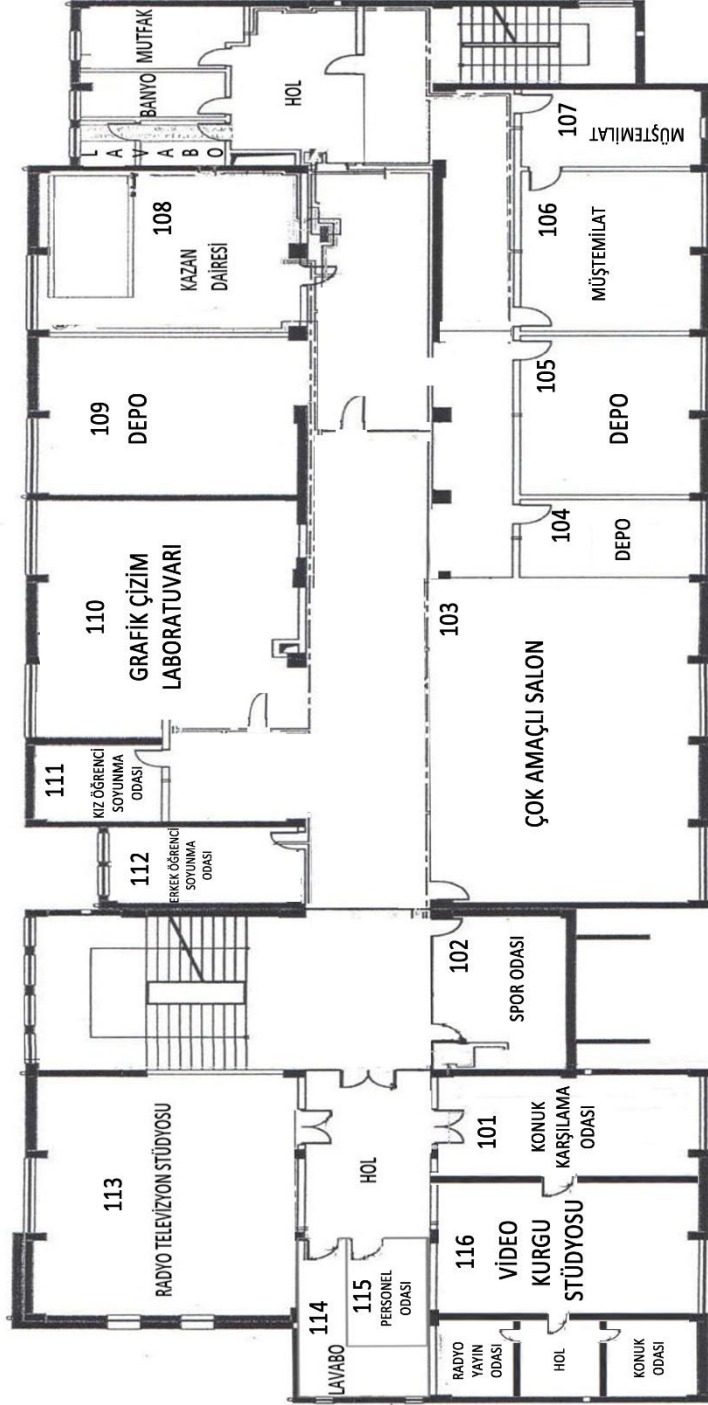 MUTFAK
BANYO
LAVABO
HOL
107
MÜŞTEMİLAT
108
KAZAN
DAİRESİ
106
MÜŞTEMİLAT
109
DEPO
105
DEPO
104
DEPO
110
GRAFİK ÇİZİM
LABORATUVARI
103
ÇOK AMAÇLI SALON
111
KIZ ÖĞRENCİ
SOYUNMA
ODASI
112
ERKEK ÖĞRENCİ
SOYUNMA
ODASI
102
SPOR ODASI
113
RADYO TELEVİZYON STÜDYOSU
HOL
101
KONUK
KARŞILAMA
ODASI
114
LAVABO
115
PERSONEL
ODASI
116
VİDEO
KURGU
STÜDYOSU
RADYO
YAYIN
ODASI
HOL
KONUK
ODASI